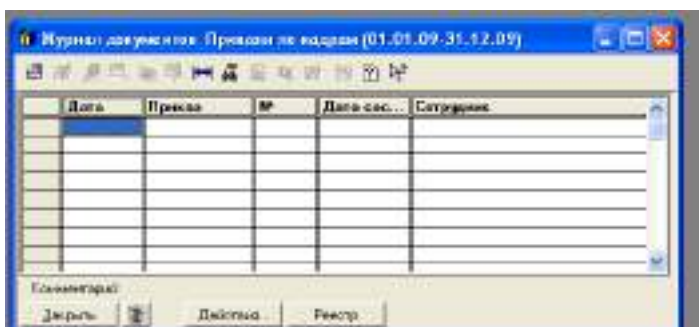 Журнал документов Приказы по кадрам (01.01.09-31.12.09)
Дата Приказ № Дата сос... Сотрудник
Комментарий:
Закрыть Действия... Реестр